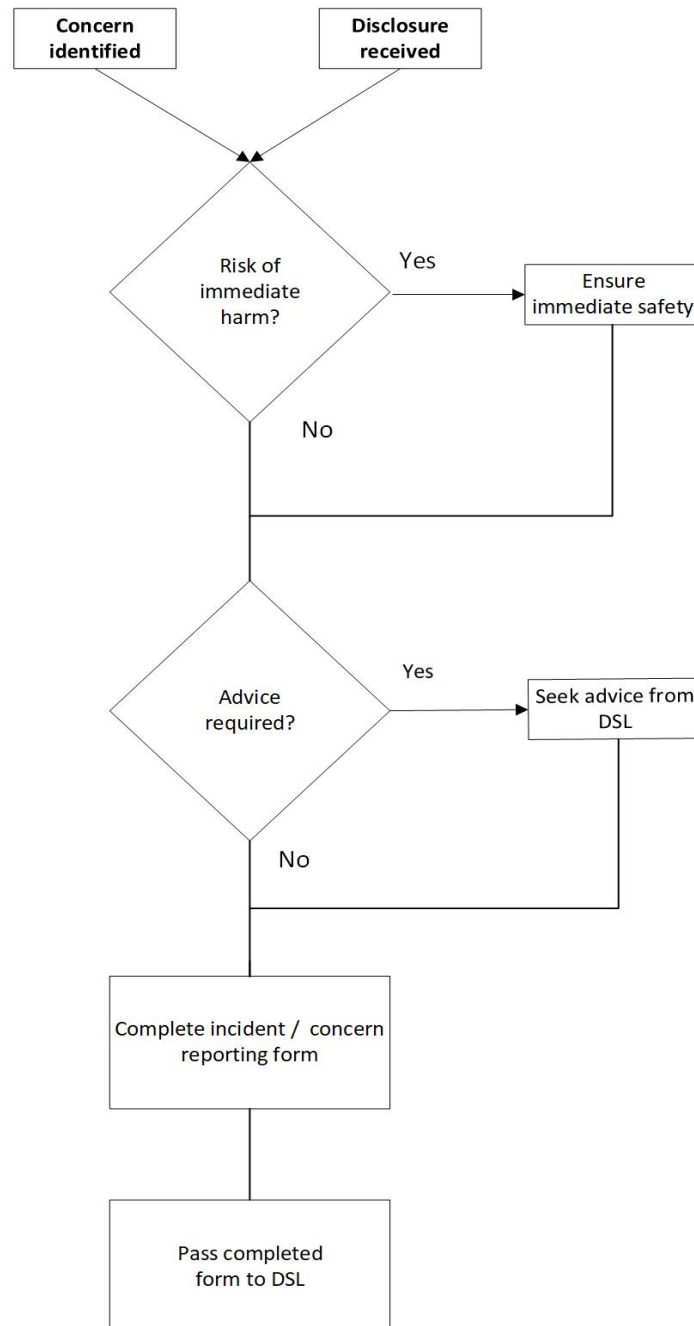 Concern
identified
Disclosure
received
Risk of
immediate
harm?
Yes
Ensure
immediate safety
No
Advice
required?
Yes
Seek advice from
DSL
No
Complete incident / concern
reporting form
Pass completed
form to DSL